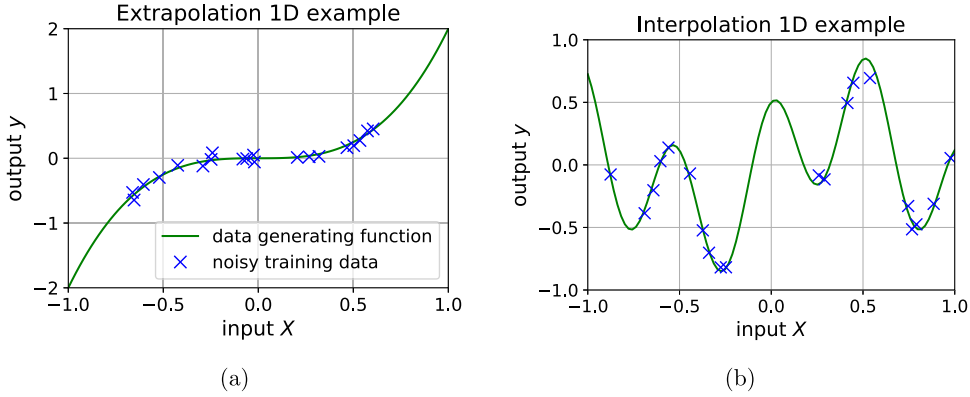 Extrapolation 1D example
2
1
0
−1
−2
output y
data generating function
noisy training data
−1.0 −0.5 0.0 0.5 1.0
input X
(a)
Interpolation 1D example
1.0
0.5
0.0
−0.5
−1.0
output y
−1.0 −0.5 0.0 0.5 1.0
input X
(b)